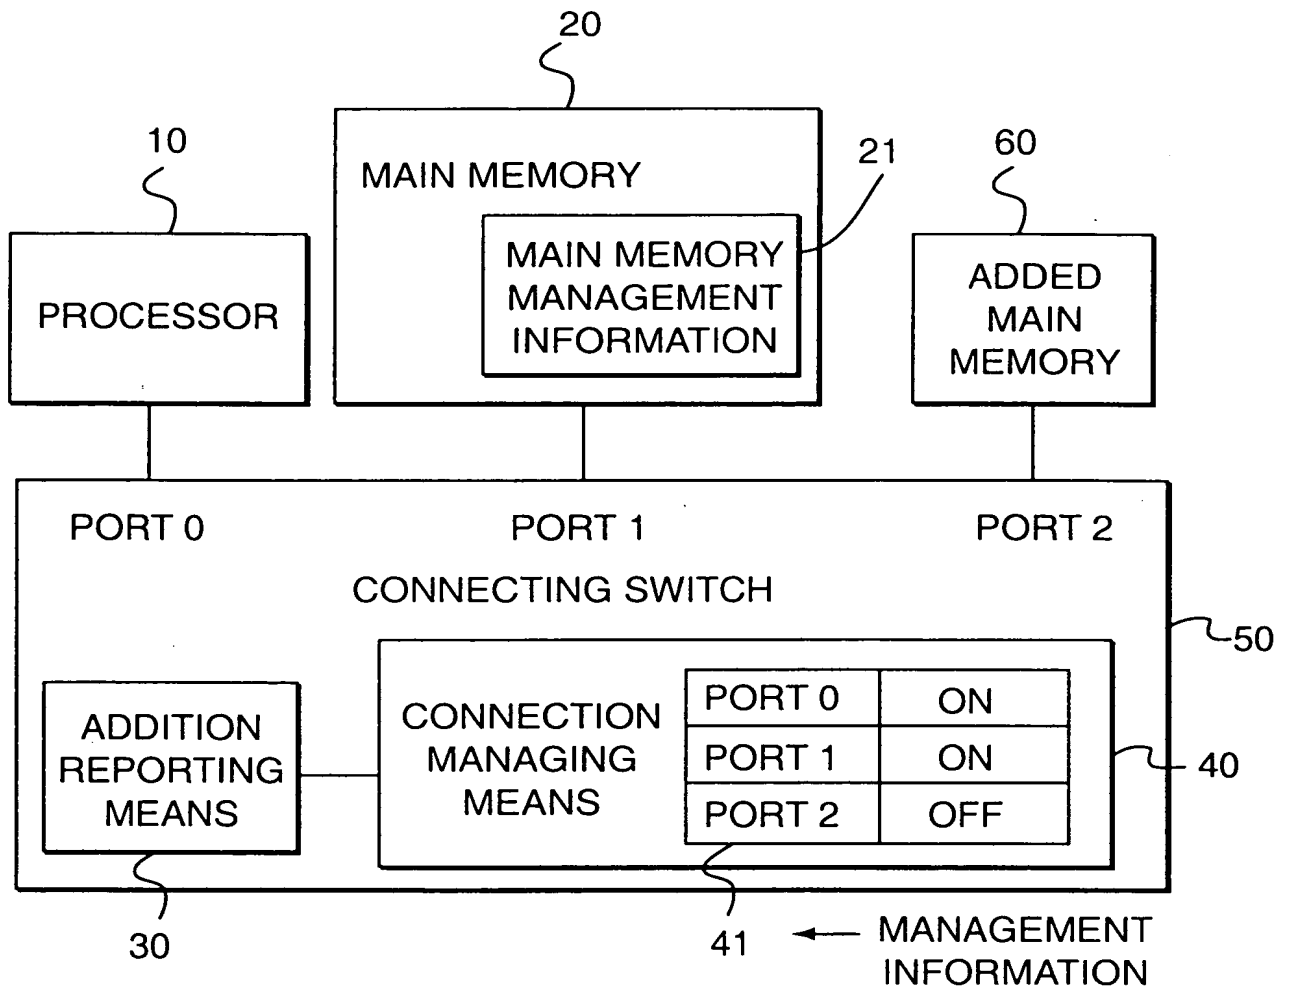 20
10
21
60
MAIN MEMORY
MAIN MEMORY
MANAGEMENT
INFORMATION
PROCESSOR
ADDED
MAIN
MEMORY
PORT 0
PORT 1
PORT 2
CONNECTING SWITCH
50
ADDITION
REPORTING
MEANS
CONNECTION
MANAGING
MEANS
PORT 0 ON
PORT 1 ON
PORT 2 OFF
40
30
41
MANAGEMENT
INFORMATION